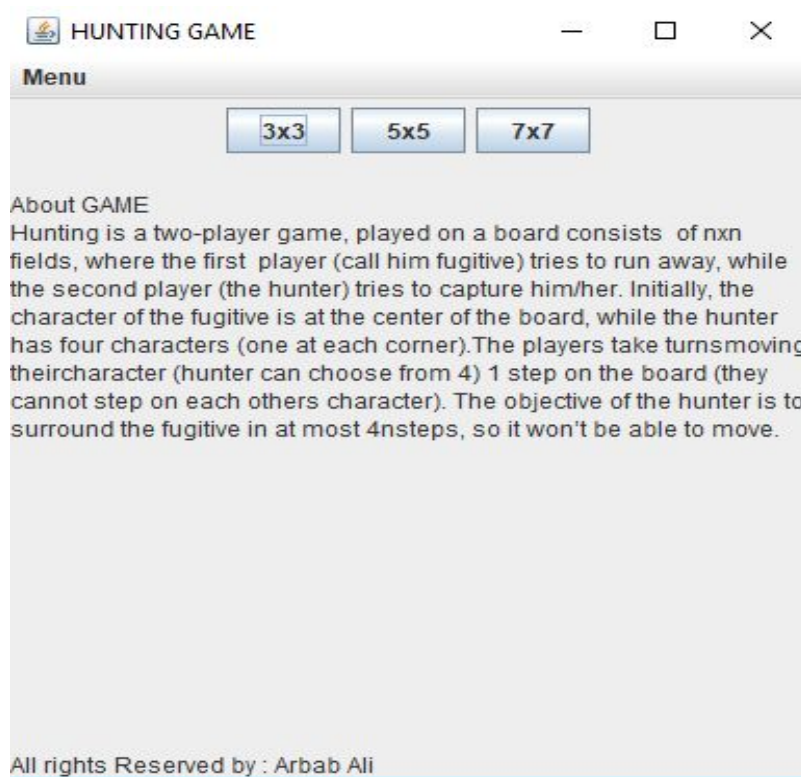 HUNTING GAME
Menu
3x3 5x5 7x7
About GAME
Hunting is a two-player game, played on a board consists  of nxn
fields, where the first  player (call him fugitive) tries to run away, while
the second player (the hunter) tries to capture him/her. Initially, the
character of the fugitive is at the center of the board, while the hunter
has four characters (one at each corner).The players take turnsmoving
theircharacter (hunter can choose from 4) 1 step on the board (they
cannot step on each others character). The objective of the hunter is to
surround the fugitive in at most 4nsteps, so it won't be able to move.
All rights Reserved by : Arbab Ali